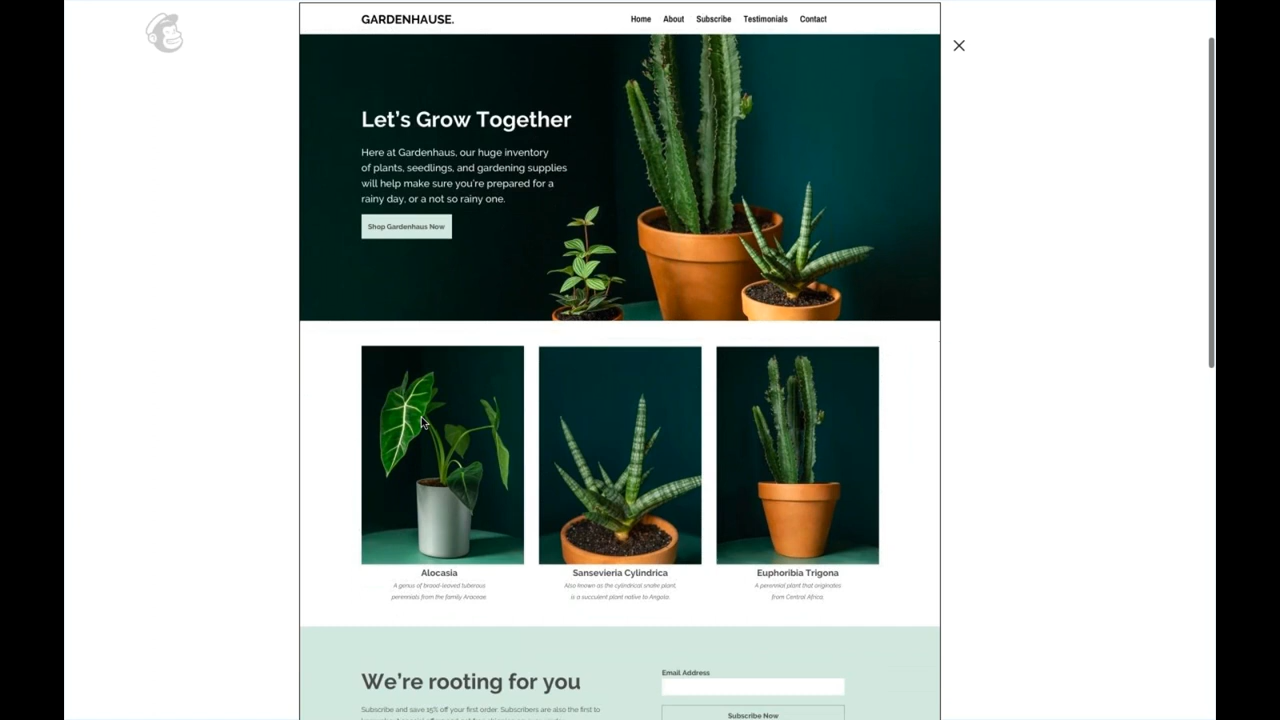 GARDENHAUSE.
Home About Subscribe Testimonials Contact
Let's Grow Together
Here at Gardenhaus, our huge inventory
of plants, seedlings, and gardening supplies
will help make sure you're prepared for a
rainy day, or a not so rainy one.
Shop Gardenhaus Now
Alocasia
A genus of broad-leaved tuberous
perennials from the family Araceae.
Sansevieria Cylindrica
Also known as the cylindrical snake plant,
is a succulent plant native to Angola.
Euphoribia Trigona
A perennial plant that originates
from Central Africa.
We're rooting for you
Subscribe and save 15% off your first order. Subscribers are also the first to
Email Address
Subscribe Now